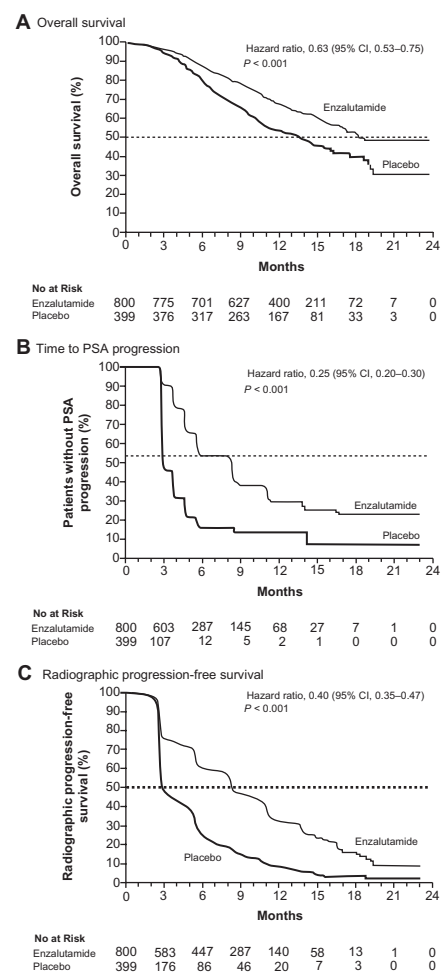 A Overall survival
Hazard ratio, 0.63 (95% CI, 0.53–0.75)
P < 0.001
Overall survival (%)
100
90
80
70
60
50
40
30
20
10
0
Enzalutamide
Placebo
0 3 6 9 12 15 18 21 24
Months
No at Risk
Enzalutamide 800 775 701 627 400 211 72 7 0
Placebo 399 376 317 263 167 81 33 3 0
B Time to PSA progression
Hazard ratio, 0.25 (95% CI, 0.20–0.30)
P < 0.001
Patients without PSA
progression (%)
100
90
80
70
60
50
40
30
20
10
0
Enzalutamide
Placebo
0 3 6 9 12 15 18 21 24
Months
No at Risk
Enzalutamide 800 603 287 145 68 27 7 1 0
Placebo 399 107 12 5 2 1 0 0 0
C Radiographic progression-free survival
Hazard ratio, 0.40 (95% CI, 0.35–0.47)
P < 0.001
Radiographic progression-free
survival (%)
100
90
80
70
60
50
40
30
20
10
0
Enzalutamide
Placebo
0 3 6 9 12 15 18 21 24
Months
No at Risk
Enzalutamide 800 583 447 287 140 58 13 1 0
Placebo 399 176 86 46 20 7 3 0 0